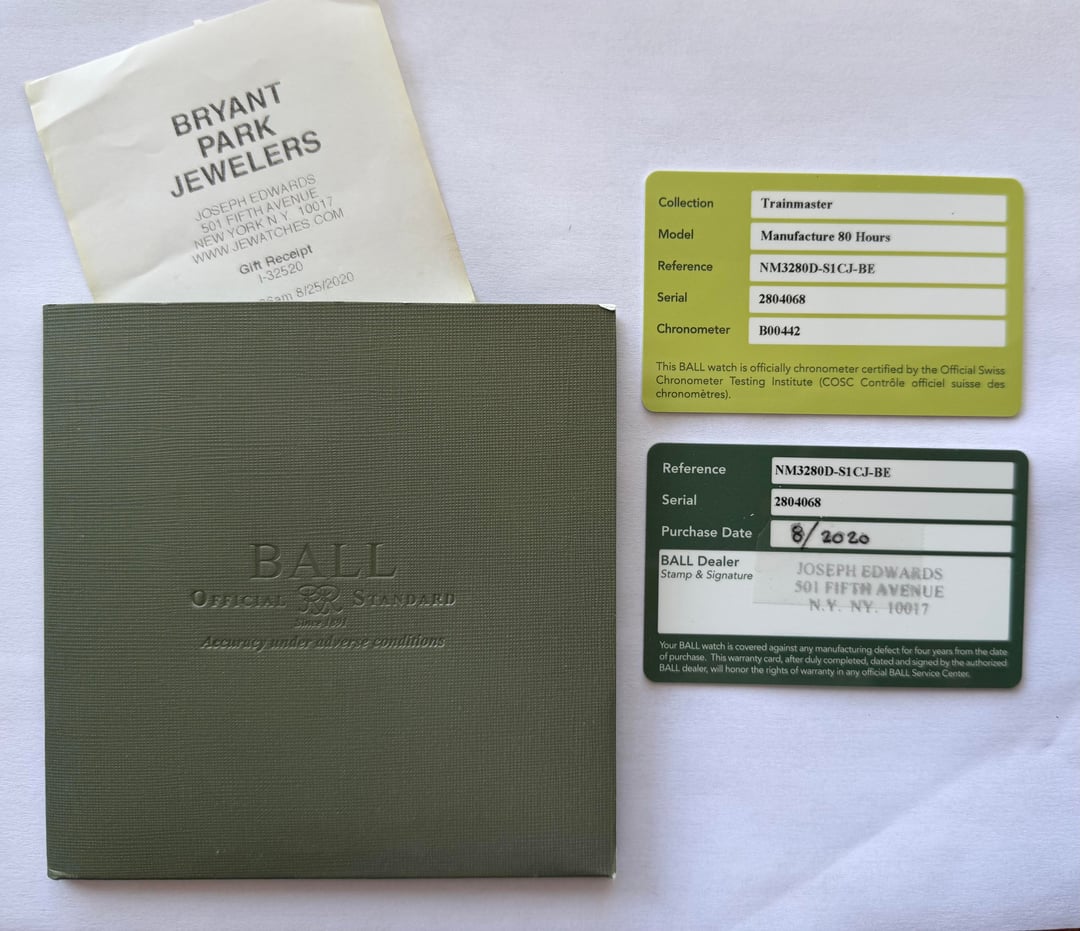 BRYANT
PARK
JEWELERS
JOSEPH EDWARDS
501 FIFTH AVENUE
NEW YORK N.Y. 10017
WWW.JEWATCHES.COM
Gift Receipt
I-32520
6am 8/25/2020
BALL
OFFICIAL RR STANDARD
Since 1891
Accuracy under adverse conditions
Collection Trainmaster
Model Manufacture 80 Hours
Reference NM3280D-S1CJ-BE
Serial 2804068
Chronometer B00442
This BALL watch is officially chronometer certified by the Official Swiss
Chronometer Testing Institute (COSC Contrôle officiel suisse des
chronomètres).
Reference NM3280D-S1CJ-BE
Serial 2804068
Purchase Date 8/2020
BALL Dealer
Stamp & Signature
JOSEPH EDWARDS
501 FIFTH AVENUE
N.Y. NY. 10017
Your BALL watch is covered against any manufacturing defect for four years from the date
of purchase. This warranty card, after duly completed, dated and signed by the authorized
BALL dealer, will honor the rights of warranty in any official BALL Service Center.